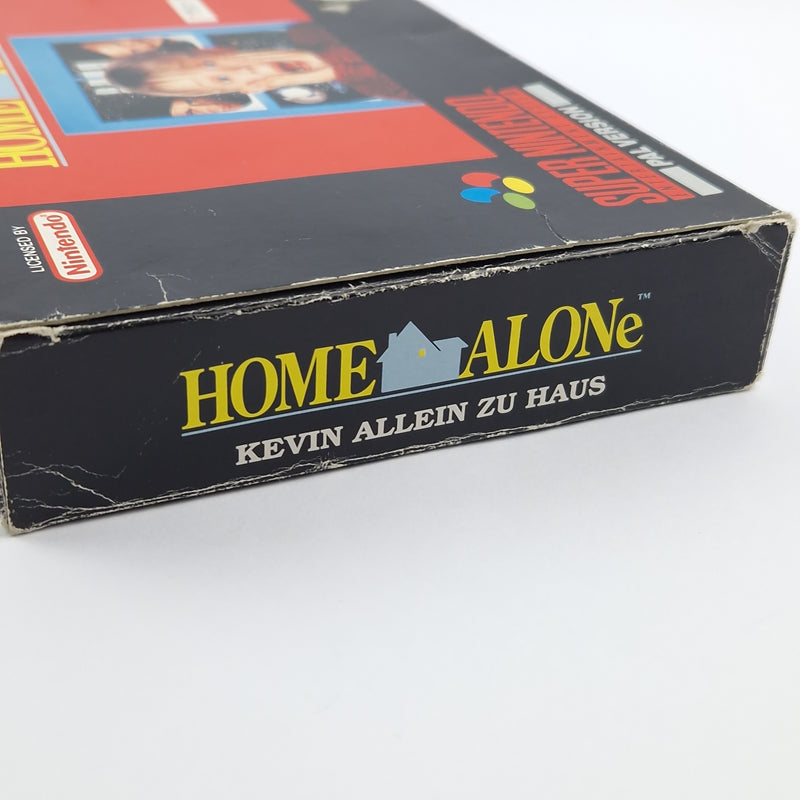 HOME
LICENSED BY
Nintendo
SUPER NINTENDO
PAL VERSION
HOME ALONe™
KEVIN ALLEIN ZU HAUS